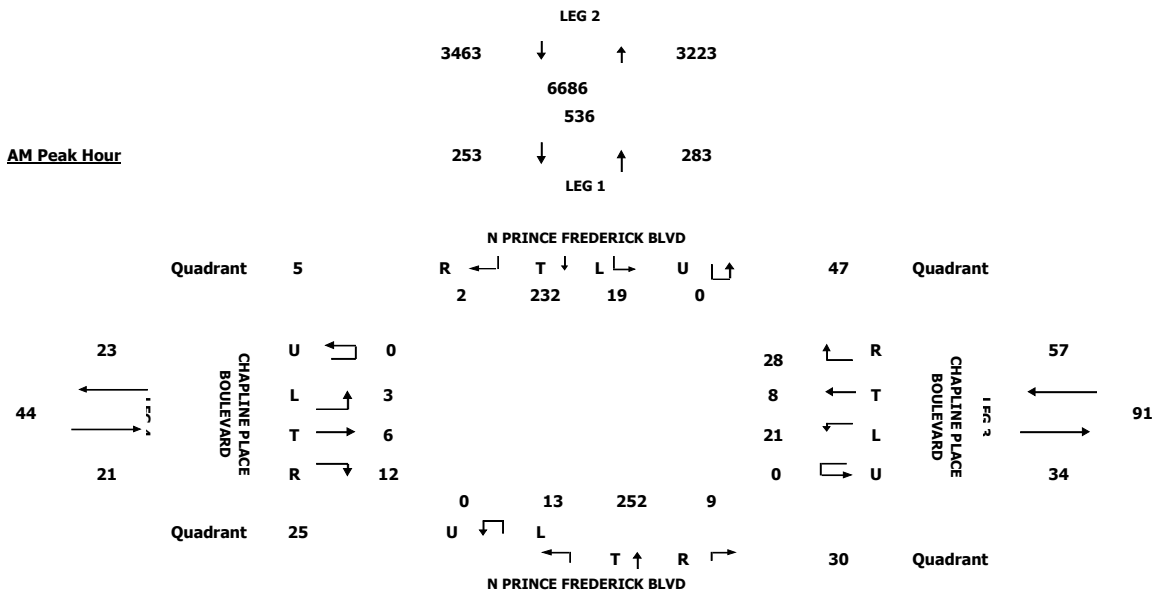 LEG 2
3463 3223
6686
536
AM Peak Hour 253 283
LEG 1
N PRINCE FREDERICK BLVD
Quadrant 5 R T L U 47 Quadrant
2 232 19 0
23 U 0 28 R 57
CHAPLINE PLACE
BOULEVARD
CHAPLINE PLACE
BOULEVARD
LEG 3
44 L 3 8 T 91
T 6 21 L
21 R 12 0 U 34
0 13 252 9
Quadrant 25 U L
T R 30 Quadrant
N PRINCE FREDERICK BLVD